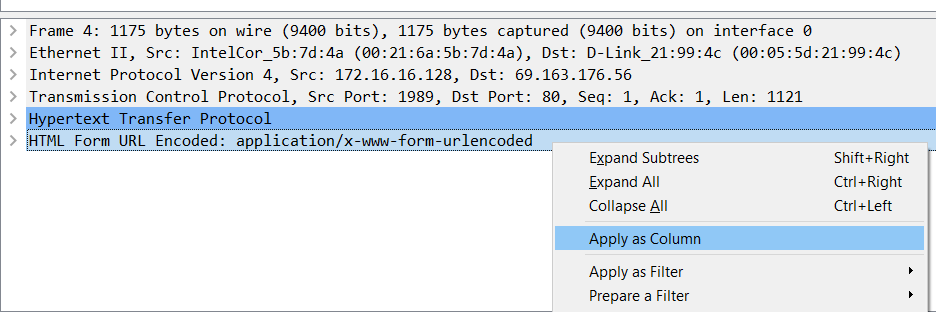 Frame 4: 1175 bytes on wire (9400 bits), 1175 bytes captured (9400 bits) on interface 0
Ethernet II, Src: IntelCor_5b:7d:4a (00:21:6a:5b:7d:4a), Dst: D-Link_21:99:4c (00:05:5d:21:99:4c)
Internet Protocol Version 4, Src: 172.16.16.128, Dst: 69.163.176.56
Transmission Control Protocol, Src Port: 1989, Dst Port: 80, Seq: 1, Ack: 1, Len: 1121
Hypertext Transfer Protocol
HTML Form URL Encoded: application/x-www-form-urlencoded
Expand Subtrees Shift+Right
Expand All Ctrl+Right
Collapse All Ctrl+Left
Apply as Column
Apply as Filter
Prepare a Filter